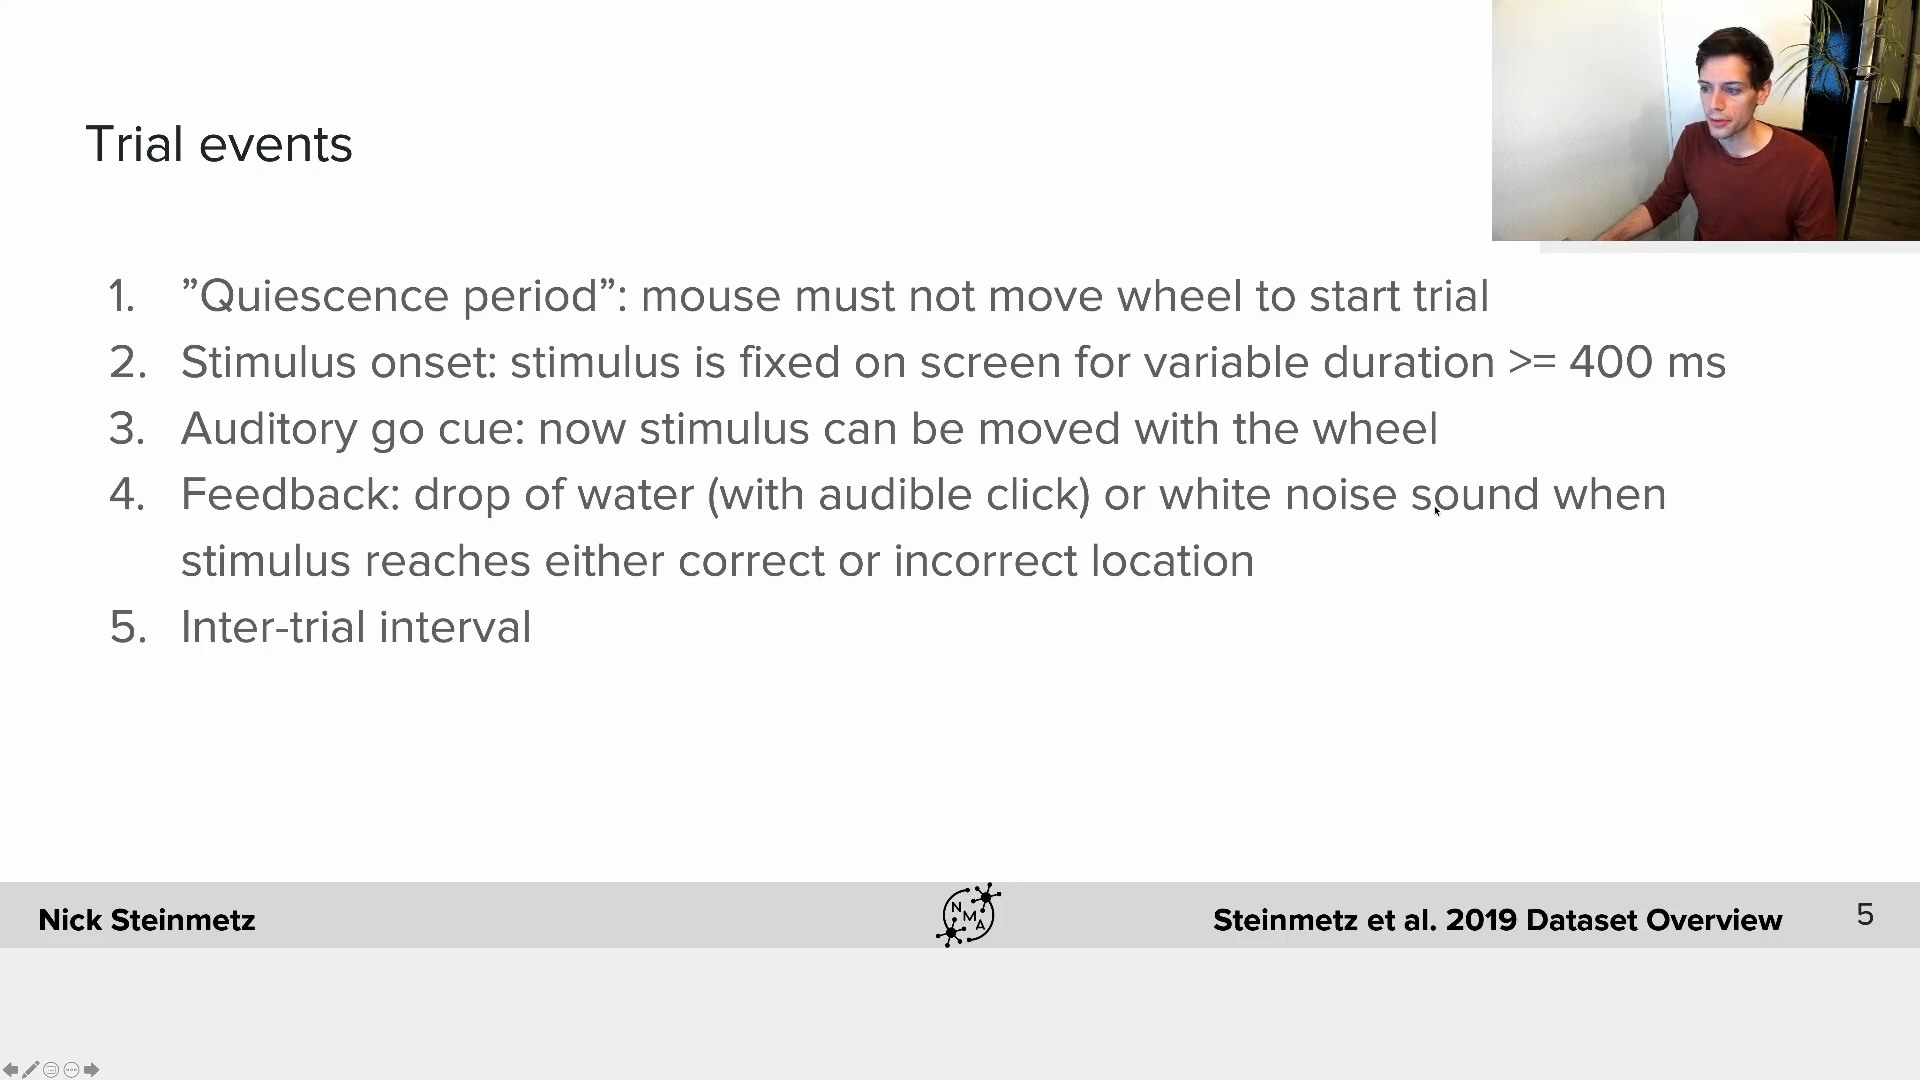 Trial events
1. ”Quiescence period”: mouse must not move wheel to start trial
2. Stimulus onset: stimulus is fixed on screen for variable duration >= 400 ms
3. Auditory go cue: now stimulus can be moved with the wheel
4. Feedback: drop of water (with audible click) or white noise sound when
stimulus reaches either correct or incorrect location
5. Inter-trial interval
Nick Steinmetz
NMA
Steinmetz et al. 2019 Dataset Overview
5